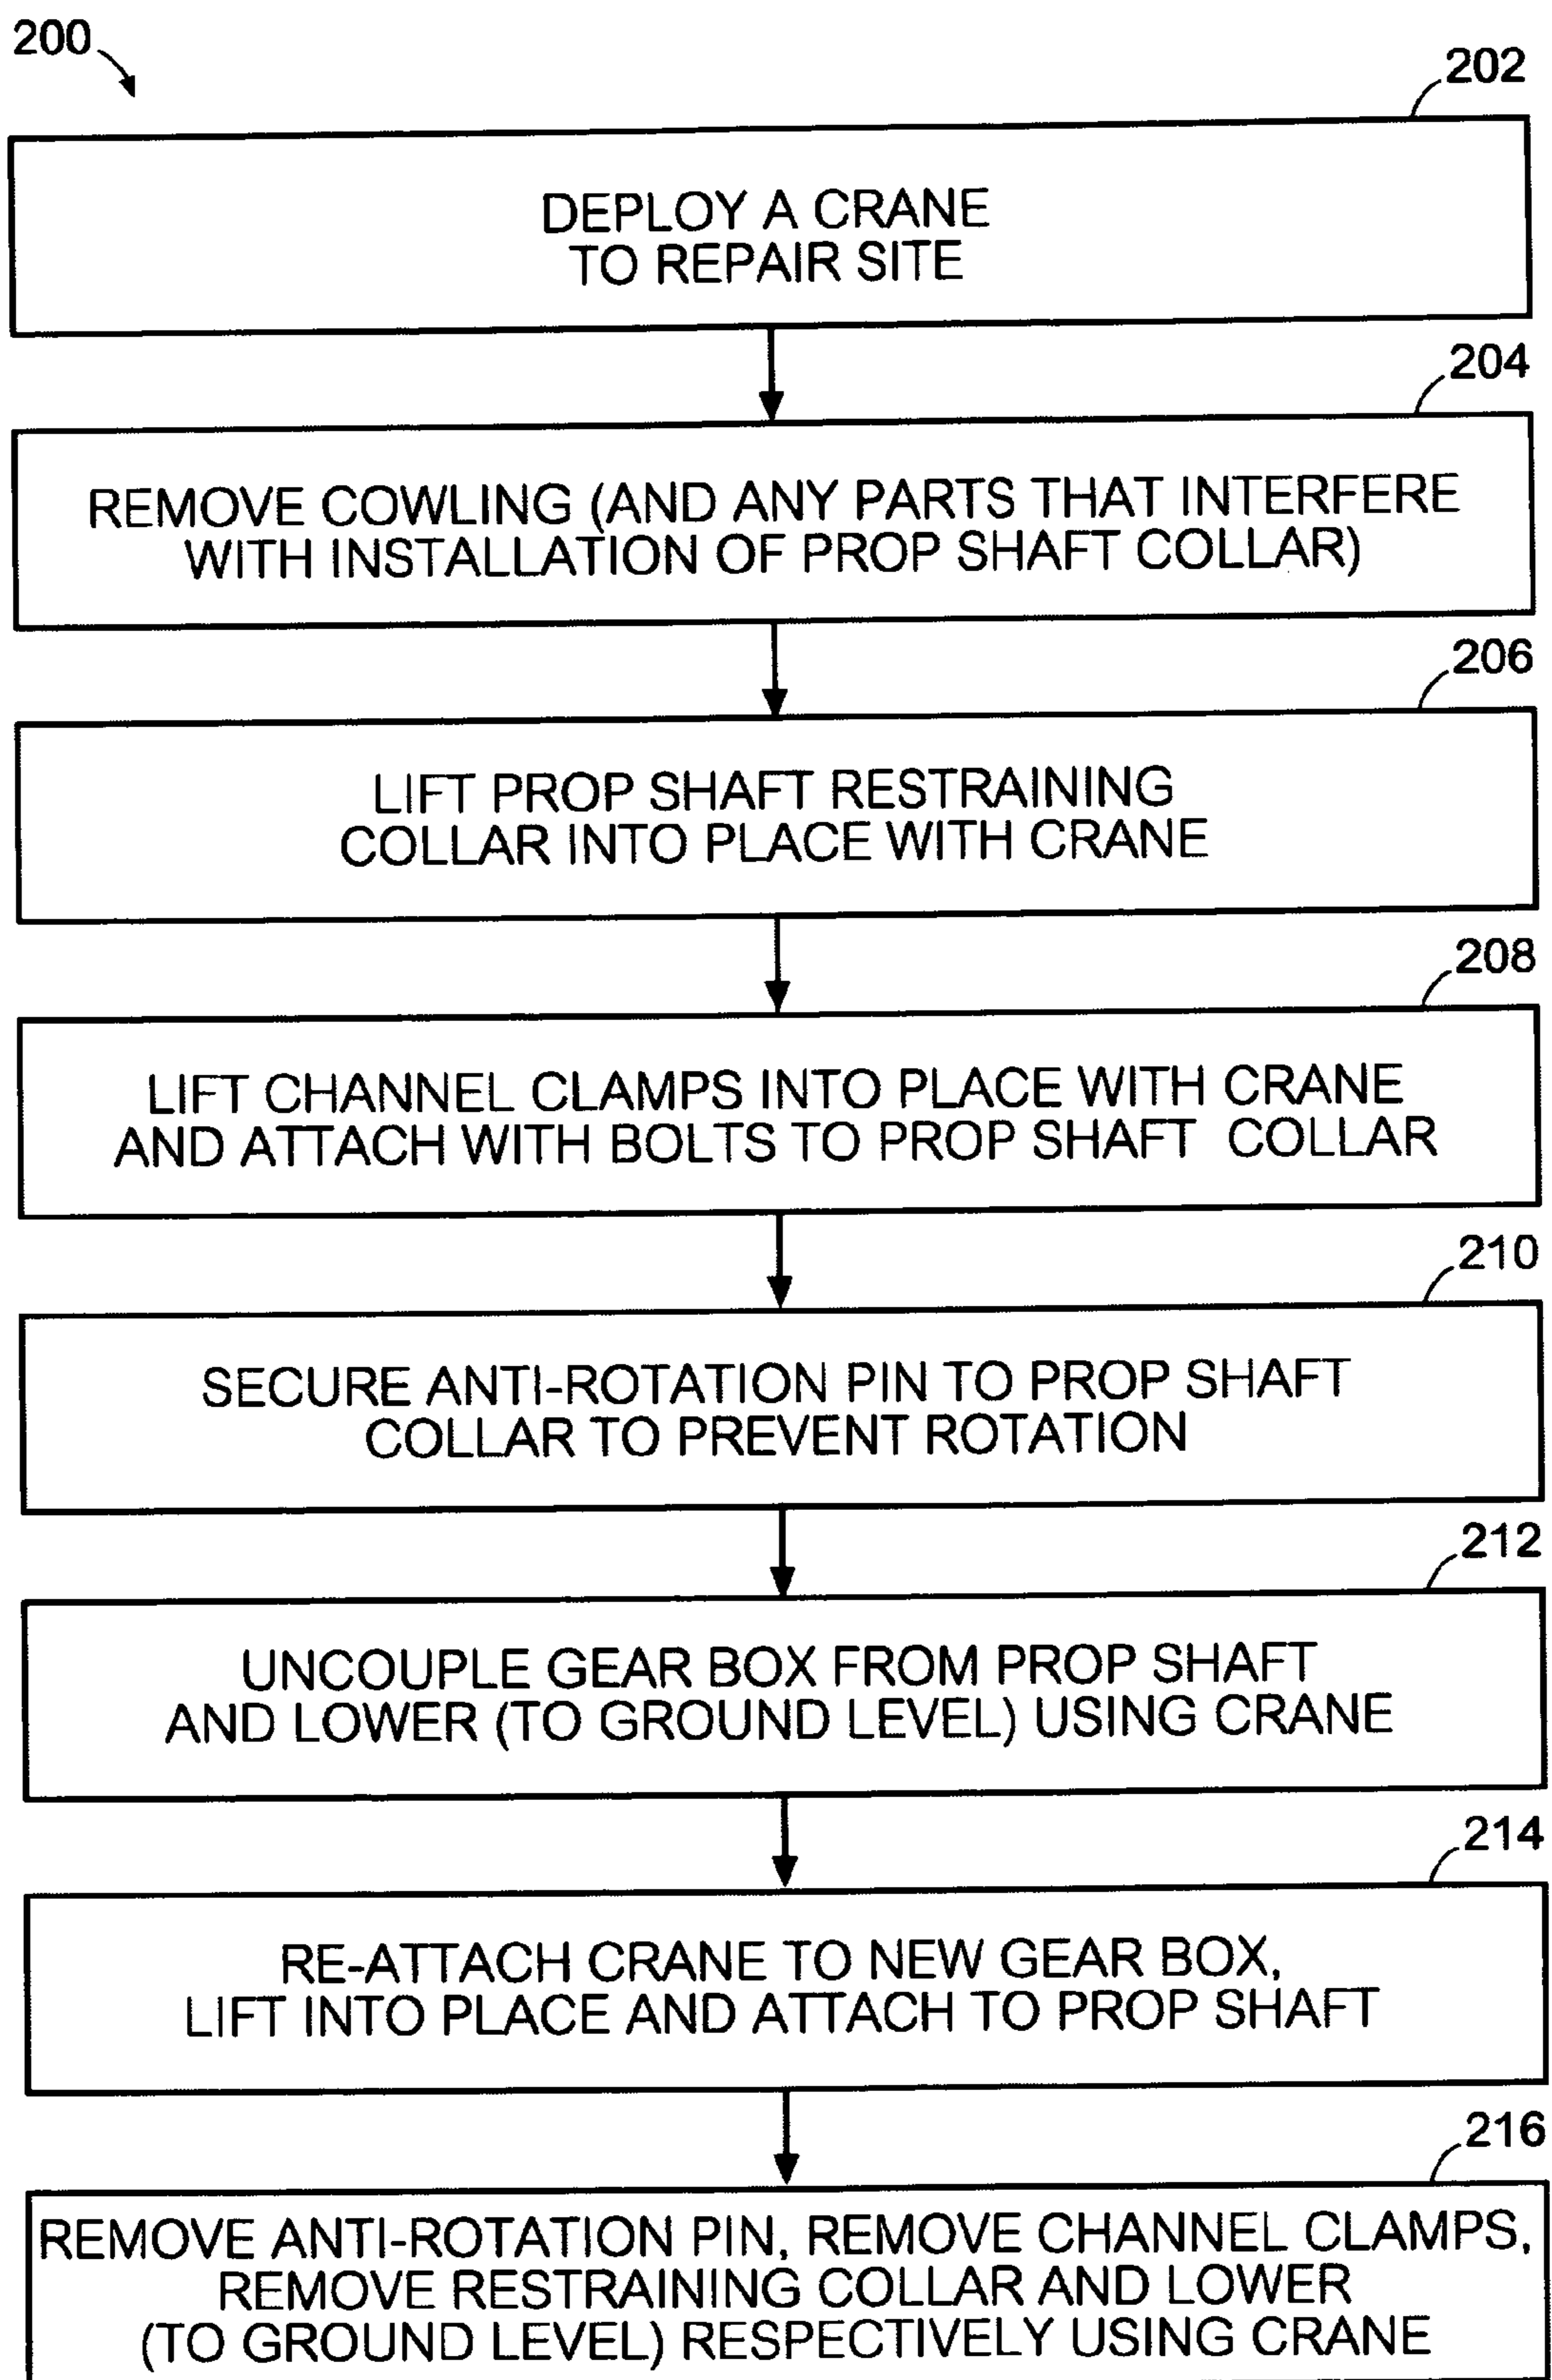 200
202
DEPLOY A CRANE
TO REPAIR SITE
204
REMOVE COWLING (AND ANY PARTS THAT INTERFERE
WITH INSTALLATION OF PROP SHAFT COLLAR)
206
LIFT PROP SHAFT RESTRAINING
COLLAR INTO PLACE WITH CRANE
208
LIFT CHANNEL CLAMPS INTO PLACE WITH CRANE
AND ATTACH WITH BOLTS TO PROP SHAFT COLLAR
210
SECURE ANTI-ROTATION PIN TO PROP SHAFT
COLLAR TO PREVENT ROTATION
212
UNCOUPLE GEAR BOX FROM PROP SHAFT
AND LOWER (TO GROUND LEVEL) USING CRANE
214
RE-ATTACH CRANE TO NEW GEAR BOX,
LIFT INTO PLACE AND ATTACH TO PROP SHAFT
216
REMOVE ANTI-ROTATION PIN, REMOVE CHANNEL CLAMPS,
REMOVE RESTRAINING COLLAR AND LOWER
(TO GROUND LEVEL) RESPECTIVELY USING CRANE